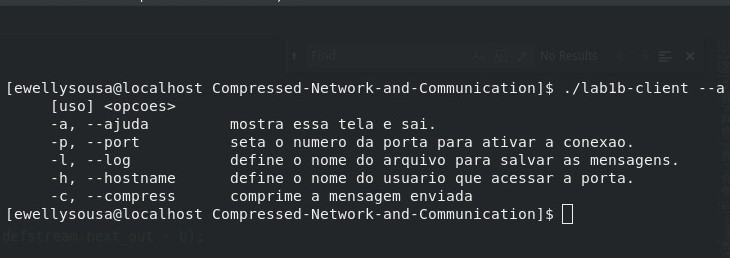 Find Aa No Results
[ewellysousa@localhost Compressed-Network-and-Communication]$ ./lab1b-client --a
[uso] <opcoes>
-a, --ajuda mostra essa tela e sai.
-p, --port seta o numero da porta para ativar a conexao.
-l, --log define o nome do arquivo para salvar as mensagens.
-h, --hostname define o nome do usuario que acessar a porta.
-c, --compress comprime a mensagem enviada
[ewellysousa@localhost Compressed-Network-and-Communication]$
defstream.next_out - b);